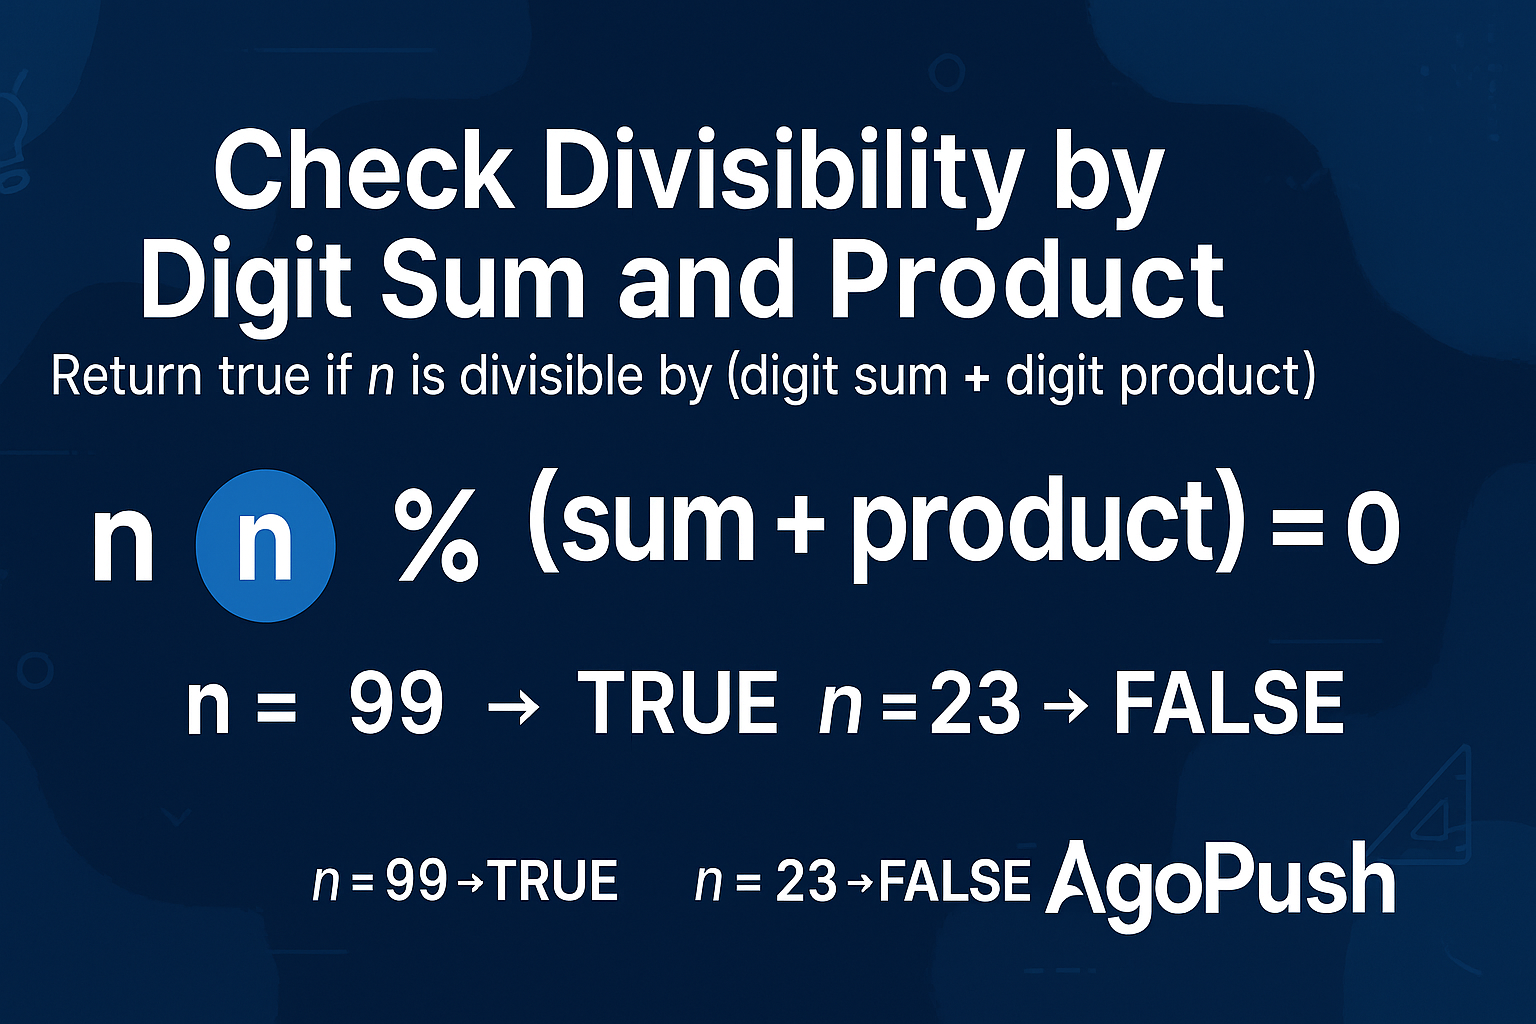 Check Divisibility by
Digit Sum and Product
Return true if n is divisible by (digit sum + digit product)
n n % (sum + product) = 0
n = 99 → TRUE n = 23 → FALSE
n = 99 → TRUE n = 23 → FALSE AgoPush